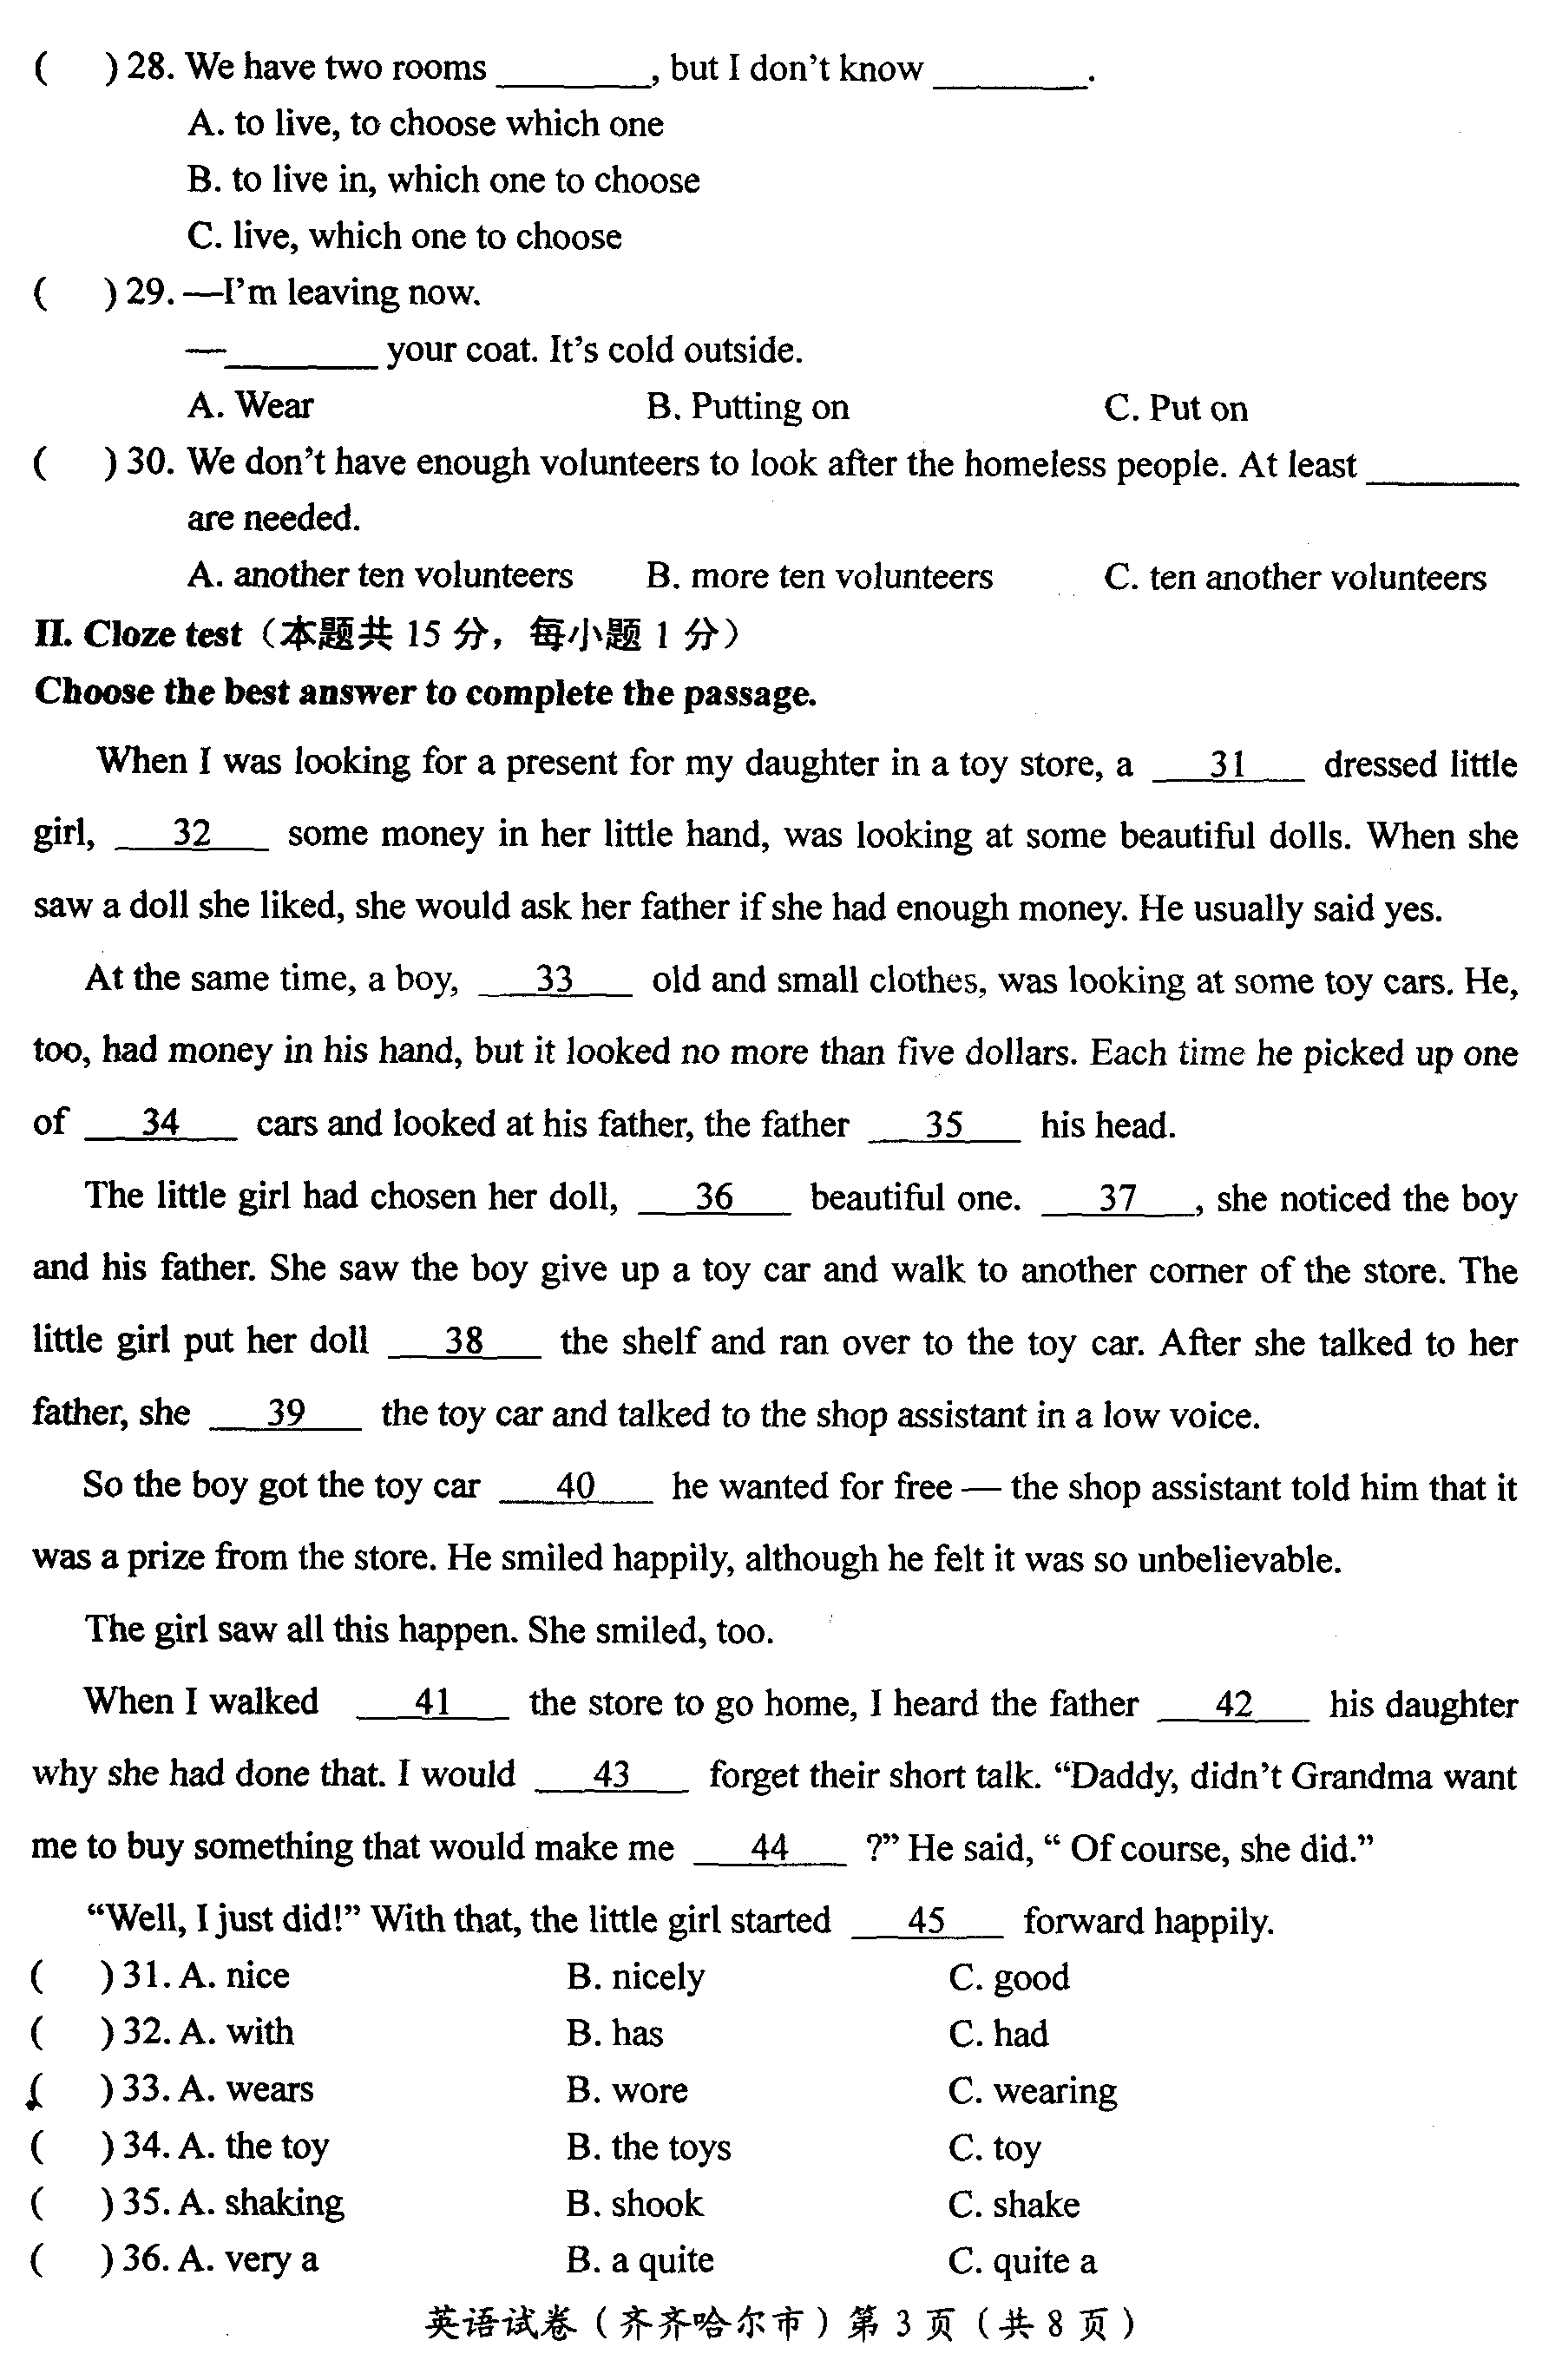 (    ) 28. We have two rooms ________, but I don't know ________.
A. to live, to choose which one
B. to live in, which one to choose
C. live, which one to choose
(    ) 29. —I'm leaving now.
—________ your coat. It's cold outside.
A. Wear    B. Putting on    C. Put on
(    ) 30. We don't have enough volunteers to look after the homeless people. At least ________
are needed.
A. another ten volunteers    B. more ten volunteers    C. ten another volunteers
II. Cloze test（本题共 15 分，每小题 1 分）
Choose the best answer to complete the passage.
When I was looking for a present for my daughter in a toy store, a ___31___ dressed little
girl, ___32___ some money in her little hand, was looking at some beautiful dolls. When she
saw a doll she liked, she would ask her father if she had enough money. He usually said yes.
At the same time, a boy, ___33___ old and small clothes, was looking at some toy cars. He,
too, had money in his hand, but it looked no more than five dollars. Each time he picked up one
of ___34___ cars and looked at his father, the father ___35___ his head.
The little girl had chosen her doll, ___36___ beautiful one. ___37___, she noticed the boy
and his father. She saw the boy give up a toy car and walk to another corner of the store. The
little girl put her doll ___38___ the shelf and ran over to the toy car. After she talked to her
father, she ___39___ the toy car and talked to the shop assistant in a low voice.
So the boy got the toy car ___40___ he wanted for free — the shop assistant told him that it
was a prize from the store. He smiled happily, although he felt it was so unbelievable.
The girl saw all this happen. She smiled, too.
When I walked ___41___ the store to go home, I heard the father ___42___ his daughter
why she had done that. I would ___43___ forget their short talk. “Daddy, didn't Grandma want
me to buy something that would make me ___44___ ?” He said, “ Of course, she did.”
“Well, I just did!” With that, the little girl started ___45___ forward happily.
(    ) 31. A. nice    B. nicely    C. good
(    ) 32. A. with    B. has    C. had
(    ) 33. A. wears    B. wore    C. wearing
(    ) 34. A. the toy    B. the toys    C. toy
(    ) 35. A. shaking    B. shook    C. shake
(    ) 36. A. very a    B. a quite    C. quite a
英语试卷（齐齐哈尔市）第 3 页（共 8 页）